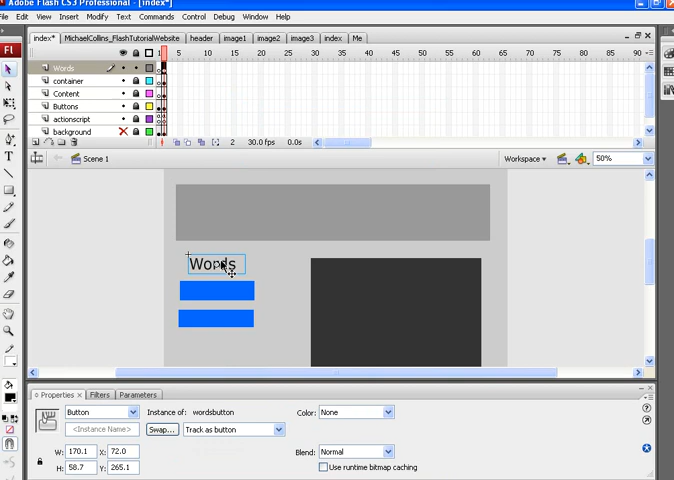 Adobe Flash CS3 Professional - [index*]
File Edit View Insert Modify Text Commands Control Debug Window Help
index* MichaelCollins_FlashTutorialWebsite header image1 image2 image3 index Me
1 5 10 15 20 25 30 35 40 45 50 55 60 65 70 75 80 85 90
Words
container
Content
Buttons
actionscript
background
2 30.0 fps 0.0s
Scene 1 Workspace 50%
Words
Properties × Filters Parameters
Button Instance of: wordsbutton Color: None
<Instance Name> Swap... Track as button
W: 170.1 X: 72.0 Blend: Normal
H: 58.7 Y: 265.1 Use runtime bitmap caching